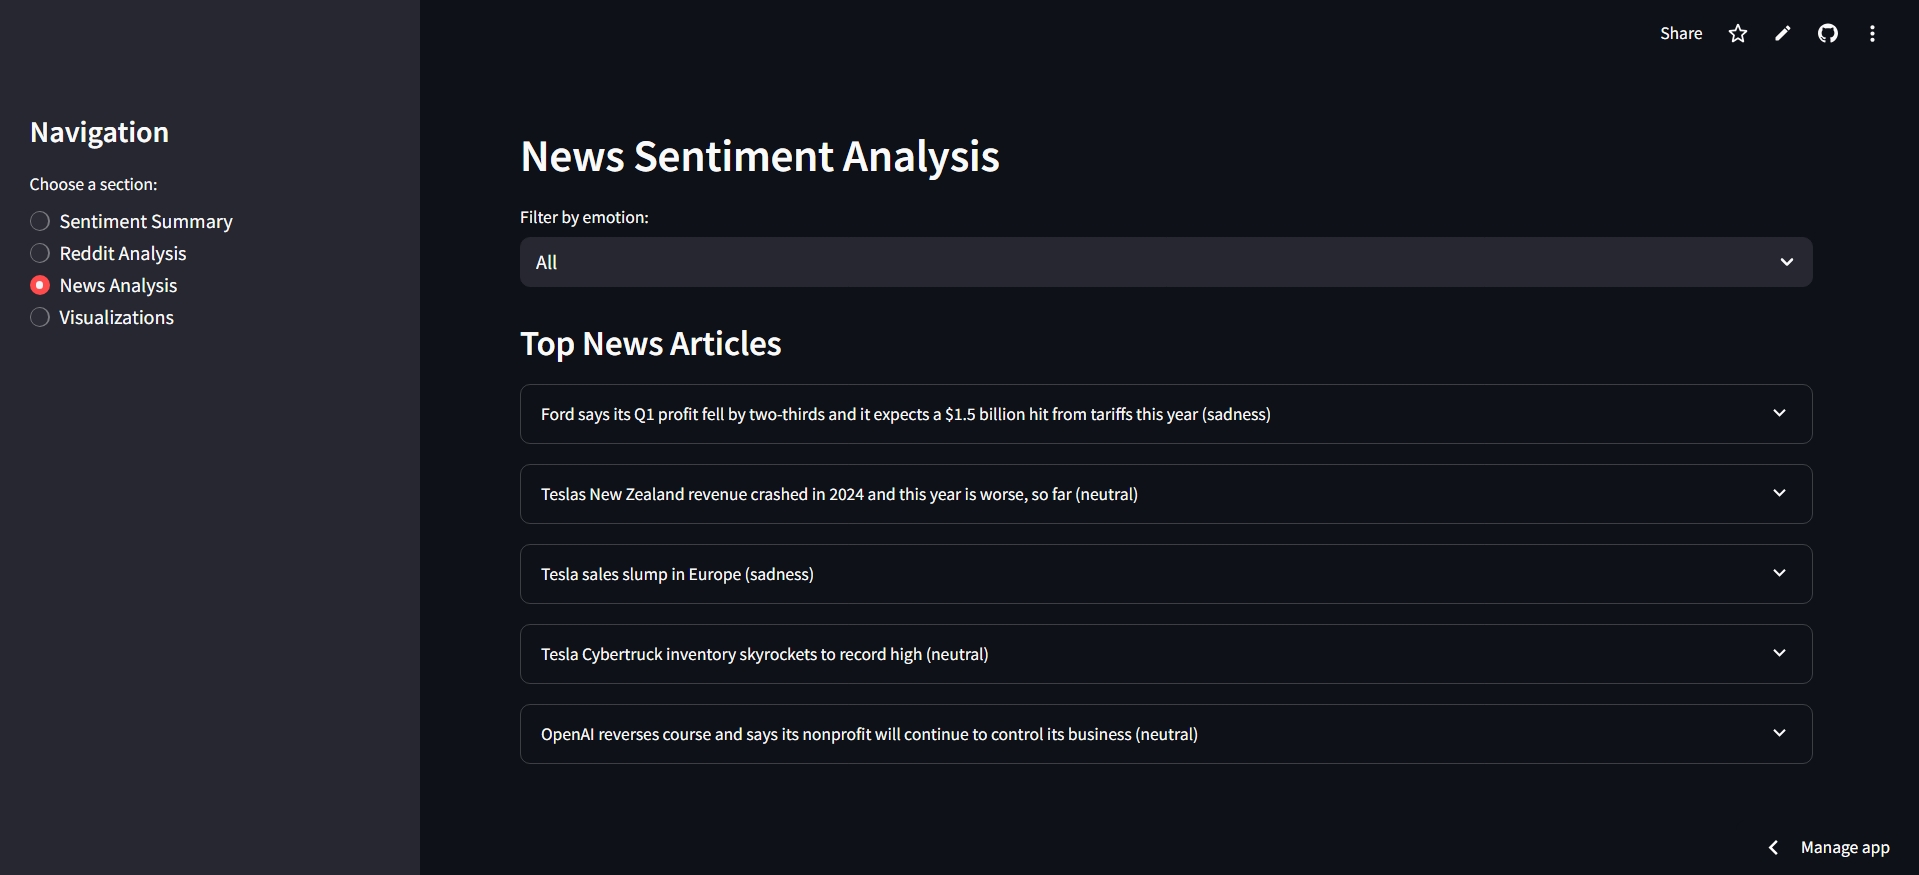 Share
Navigation
Choose a section:
Sentiment Summary
Reddit Analysis
News Analysis
Visualizations
News Sentiment Analysis
Filter by emotion:
All
Top News Articles
Ford says its Q1 profit fell by two-thirds and it expects a $1.5 billion hit from tariffs this year (sadness)
Teslas New Zealand revenue crashed in 2024 and this year is worse, so far (neutral)
Tesla sales slump in Europe (sadness)
Tesla Cybertruck inventory skyrockets to record high (neutral)
OpenAI reverses course and says its nonprofit will continue to control its business (neutral)
Manage app